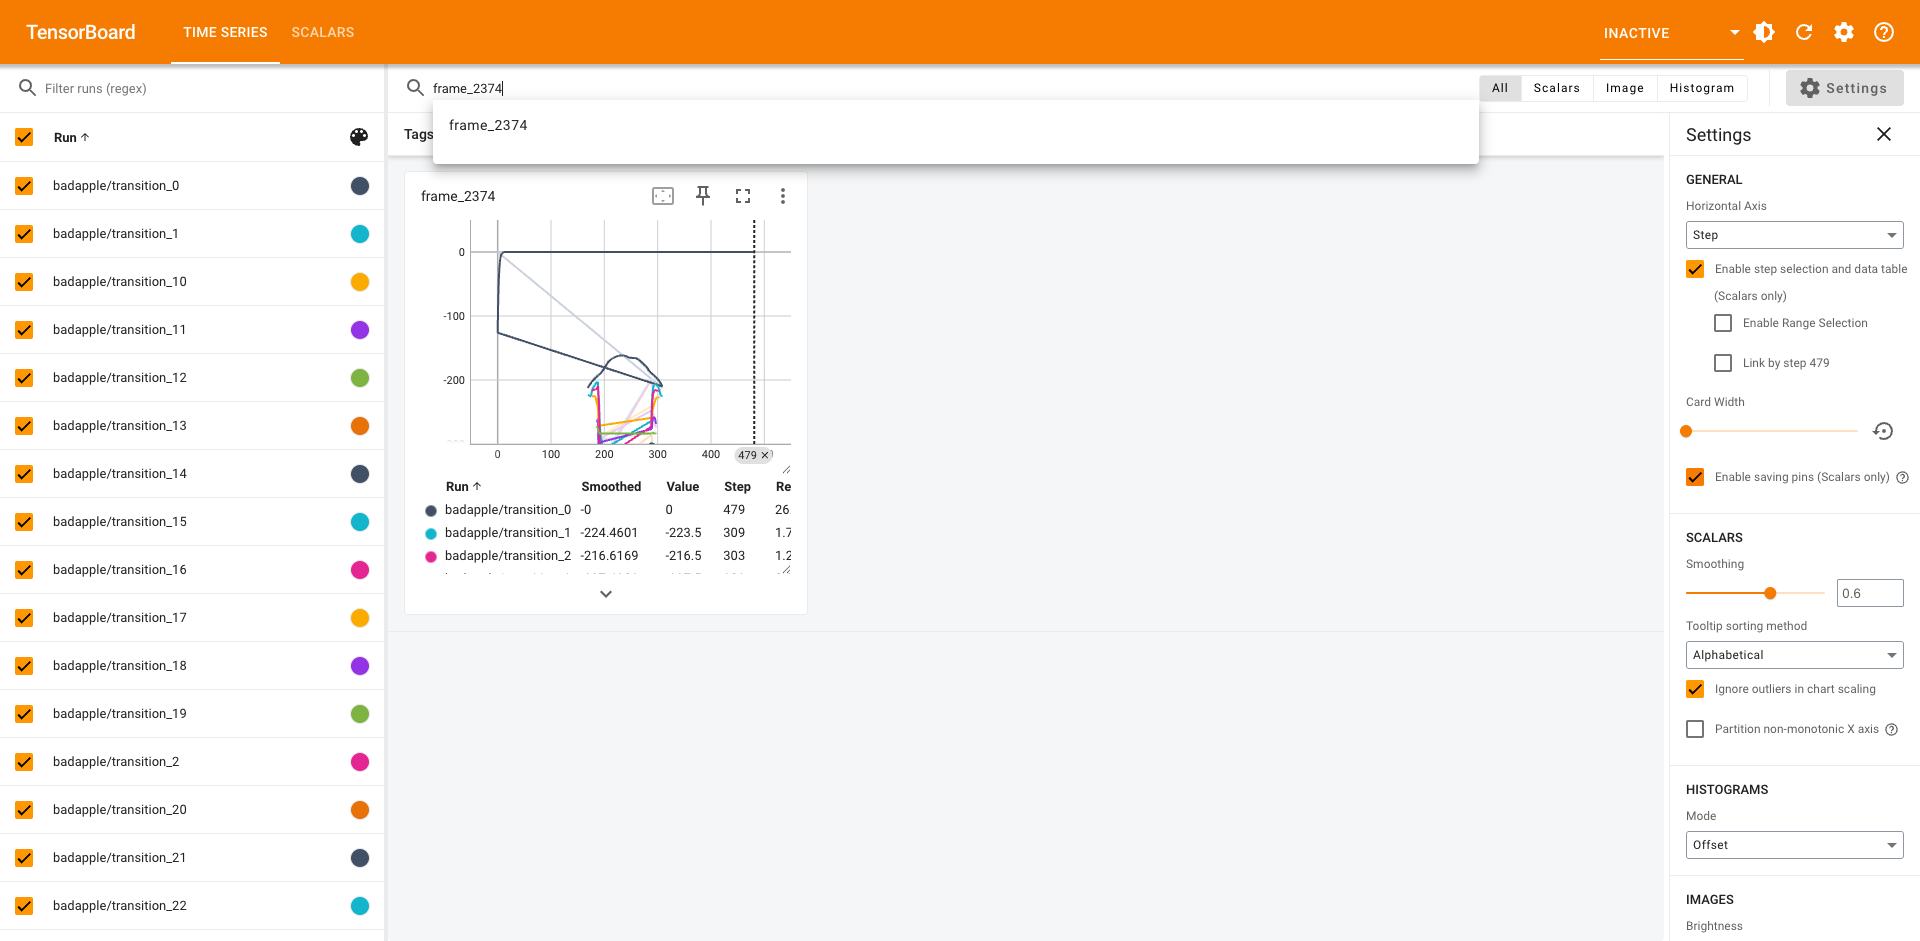 TensorBoard
TIME SERIES
SCALARS
INACTIVE
Filter runs (regex)
frame_2374
All
Scalars
Image
Histogram
Settings
frame_2374
Run
Tags
Settings
badapple/transition_0
badapple/transition_1
badapple/transition_10
badapple/transition_11
badapple/transition_12
badapple/transition_13
badapple/transition_14
badapple/transition_15
badapple/transition_16
badapple/transition_17
badapple/transition_18
badapple/transition_19
badapple/transition_2
badapple/transition_20
badapple/transition_21
badapple/transition_22
frame_2374
0
-100
-200
0 100 200 300 400 479
Run Smoothed Value Step Re
badapple/transition_0 -0 0 479 26.
badapple/transition_1 -224.4601 -223.5 309 1.7
badapple/transition_2 -216.6169 -216.5 303 1.2
GENERAL
Horizontal Axis
Step
Enable step selection and data table
(Scalars only)
Enable Range Selection
Link by step 479
Card Width
Enable saving pins (Scalars only)
SCALARS
Smoothing
0.6
Tooltip sorting method
Alphabetical
Ignore outliers in chart scaling
Partition non-monotonic X axis
HISTOGRAMS
Mode
Offset
IMAGES
Brightness